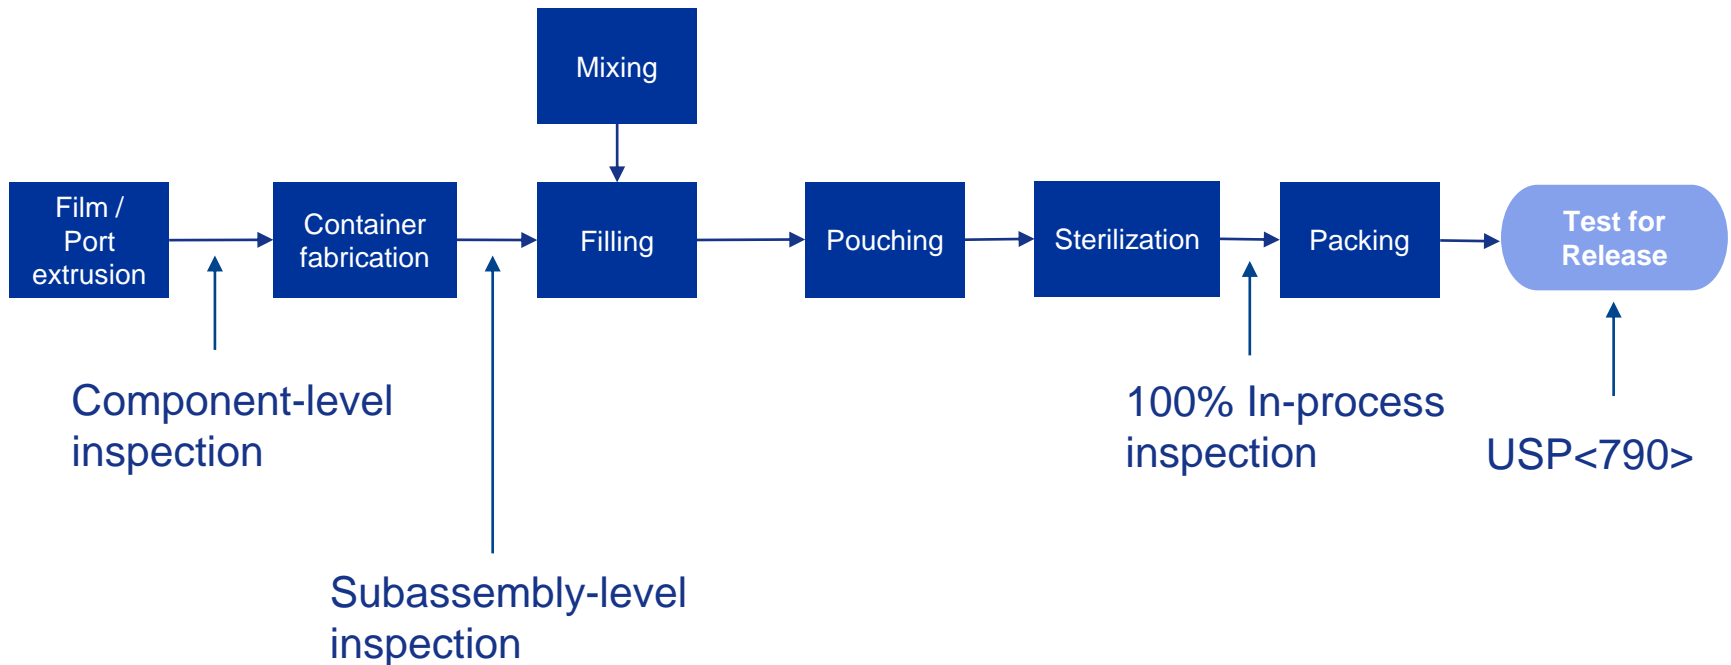 Mixing
Film /
Port
extrusion
Container
fabrication
Filling
Pouching
Sterilization
Packing
Test for
Release
Component-level
inspection
100% In-process
inspection
USP<790>
Subassembly-level
inspection